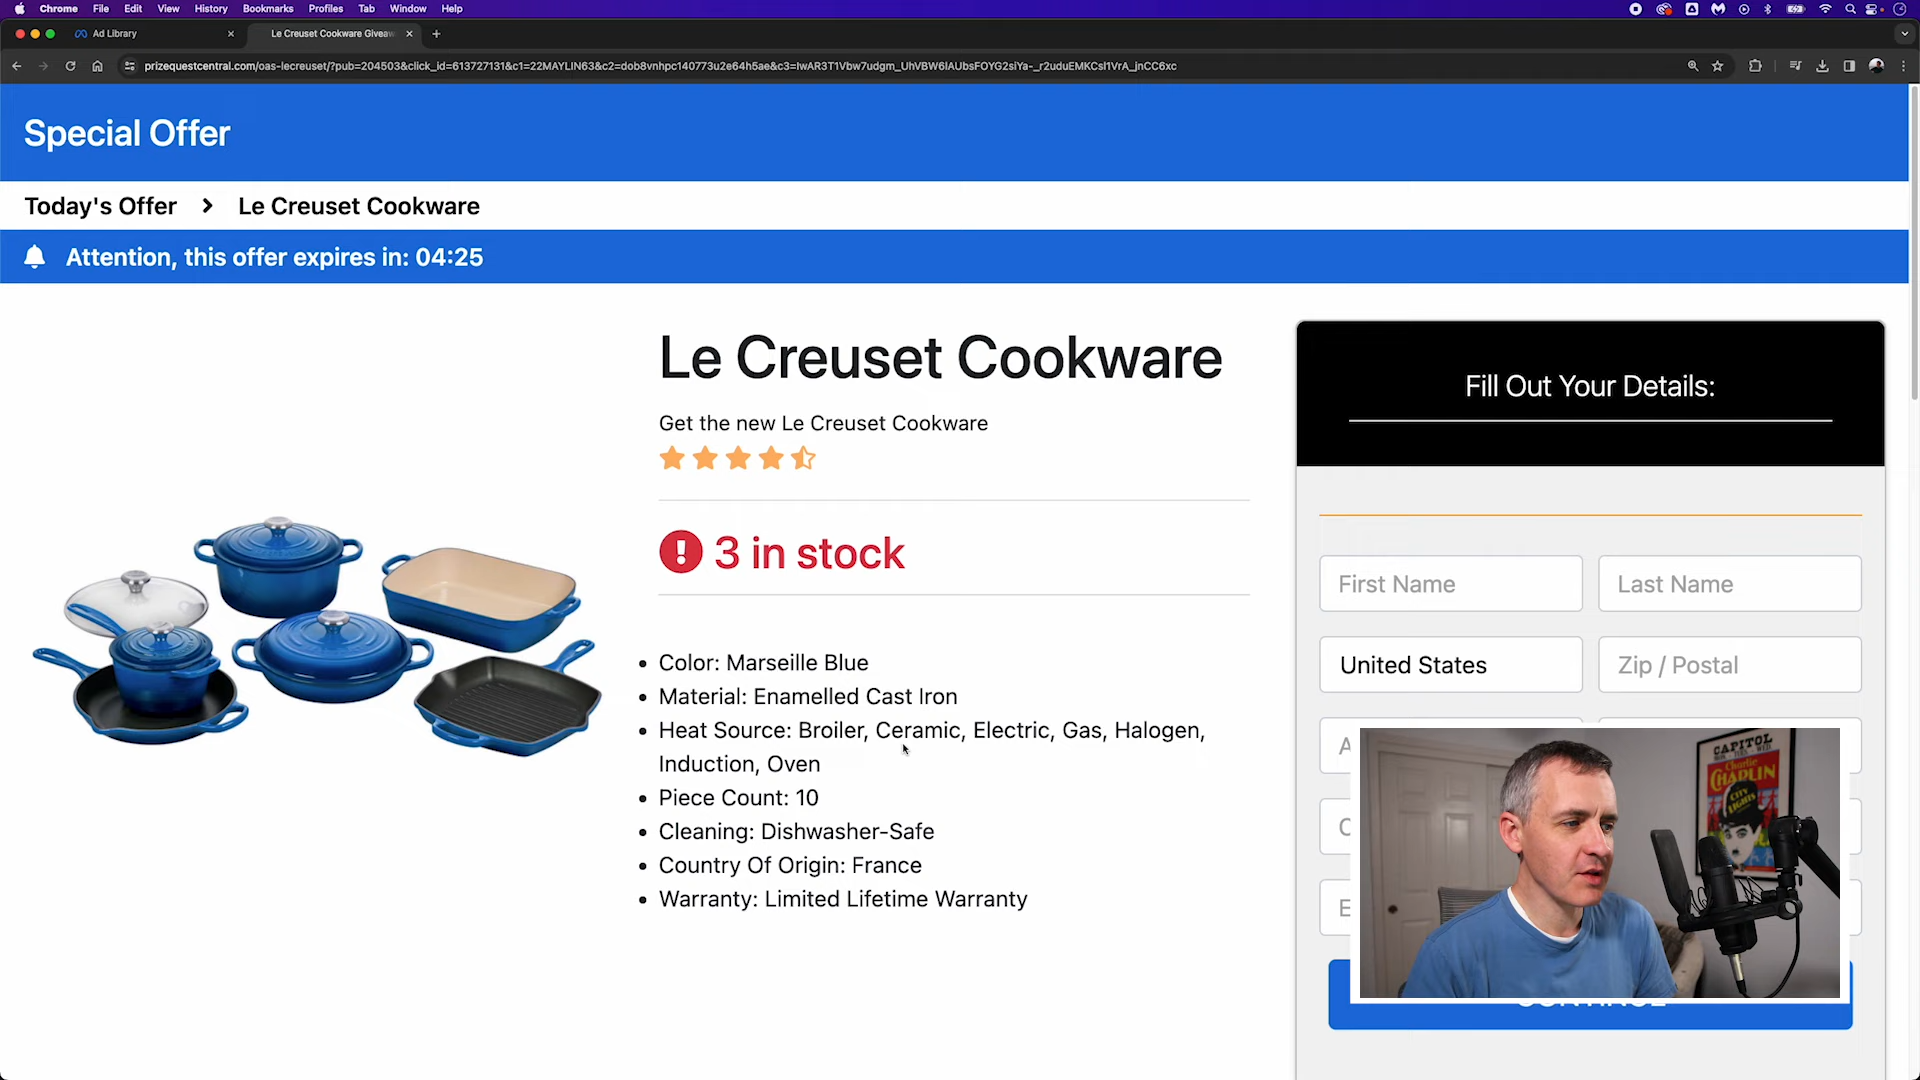 Chrome File Edit View History Bookmarks Profiles Tab Window Help
Ad Library
Le Creuset Cookware Giveaw
prizequestcentral.com/oas-lecreuset/?pub=204503&click_id=613727131&c1=22MAYLIN63&c2=dob8vnhpc140773u2e64h5ae&c3=IwAR3T1Vbw7udgm_UhVBW6lAUbsFOYG2siYa-_r2uduEMKCsI1VrA_jnCC6xc
Special Offer
Today's Offer Le Creuset Cookware
Attention, this offer expires in: 04:25
Le Creuset Cookware
Get the new Le Creuset Cookware
3 in stock
Color: Marseille Blue
Material: Enamelled Cast Iron
Heat Source: Broiler, Ceramic, Electric, Gas, Halogen,
Induction, Oven
Piece Count: 10
Cleaning: Dishwasher-Safe
Country Of Origin: France
Warranty: Limited Lifetime Warranty
Fill Out Your Details:
First Name
Last Name
United States
Zip / Postal
CAPITOL
CHARLIE
CHAPLIN
CITY
LIGHTS